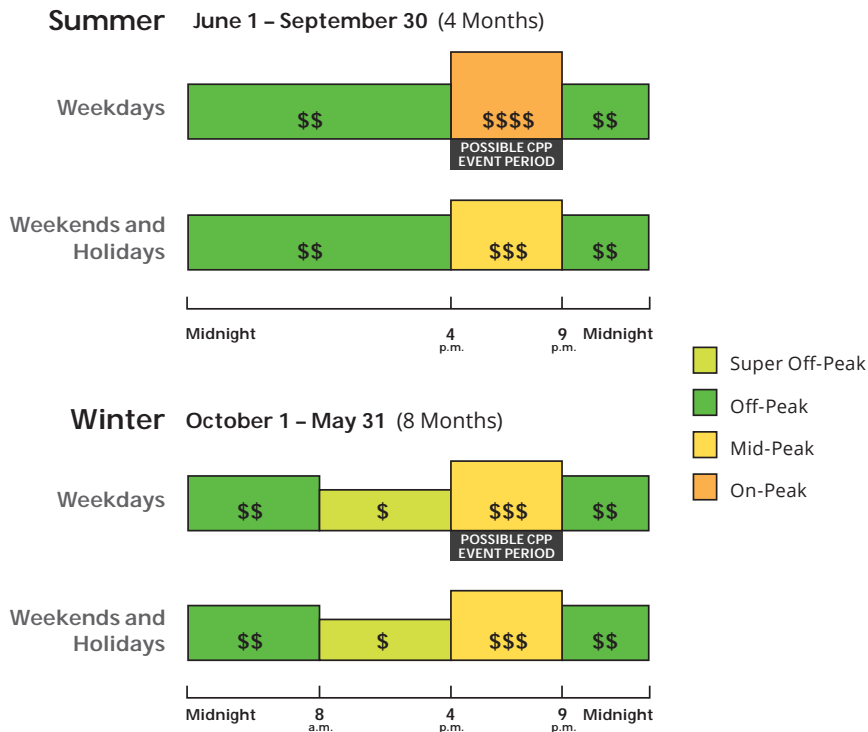 Summer June 1 – September 30 (4 Months)
Weekdays
$$ $$$$ $$
POSSIBLE CPP
EVENT PERIOD
Weekends and
Holidays
$$ $$$ $$
Midnight 4 9 Midnight
p.m. p.m.
Super Off-Peak
Off-Peak
Mid-Peak
On-Peak
Winter October 1 – May 31 (8 Months)
Weekdays
$$ $ $$$ $$
POSSIBLE CPP
EVENT PERIOD
Weekends and
Holidays
$$ $ $$$ $$
Midnight 8 4 9 Midnight
a.m. p.m. p.m.